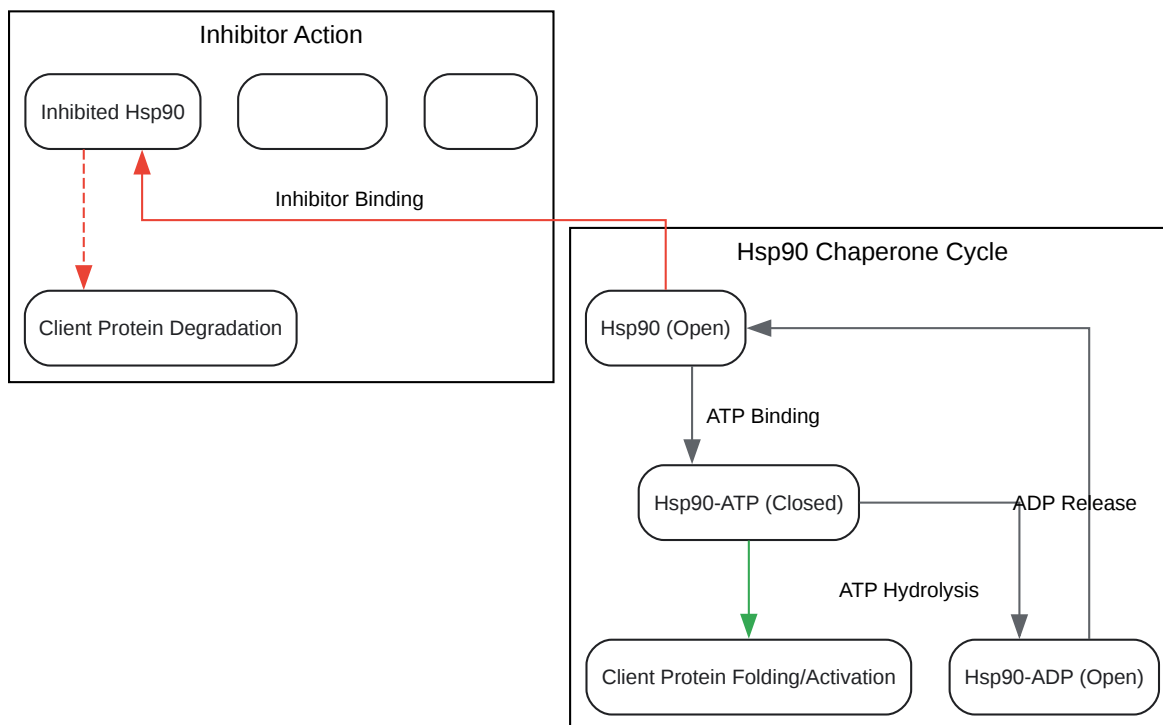 Inhibitor Action
Inhibited Hsp90
Inhibitor Binding
Client Protein Degradation
Hsp90 Chaperone Cycle
Hsp90 (Open)
ATP Binding
Hsp90-ATP (Closed)
ADP Release
ATP Hydrolysis
Client Protein Folding/Activation
Hsp90-ADP (Open)